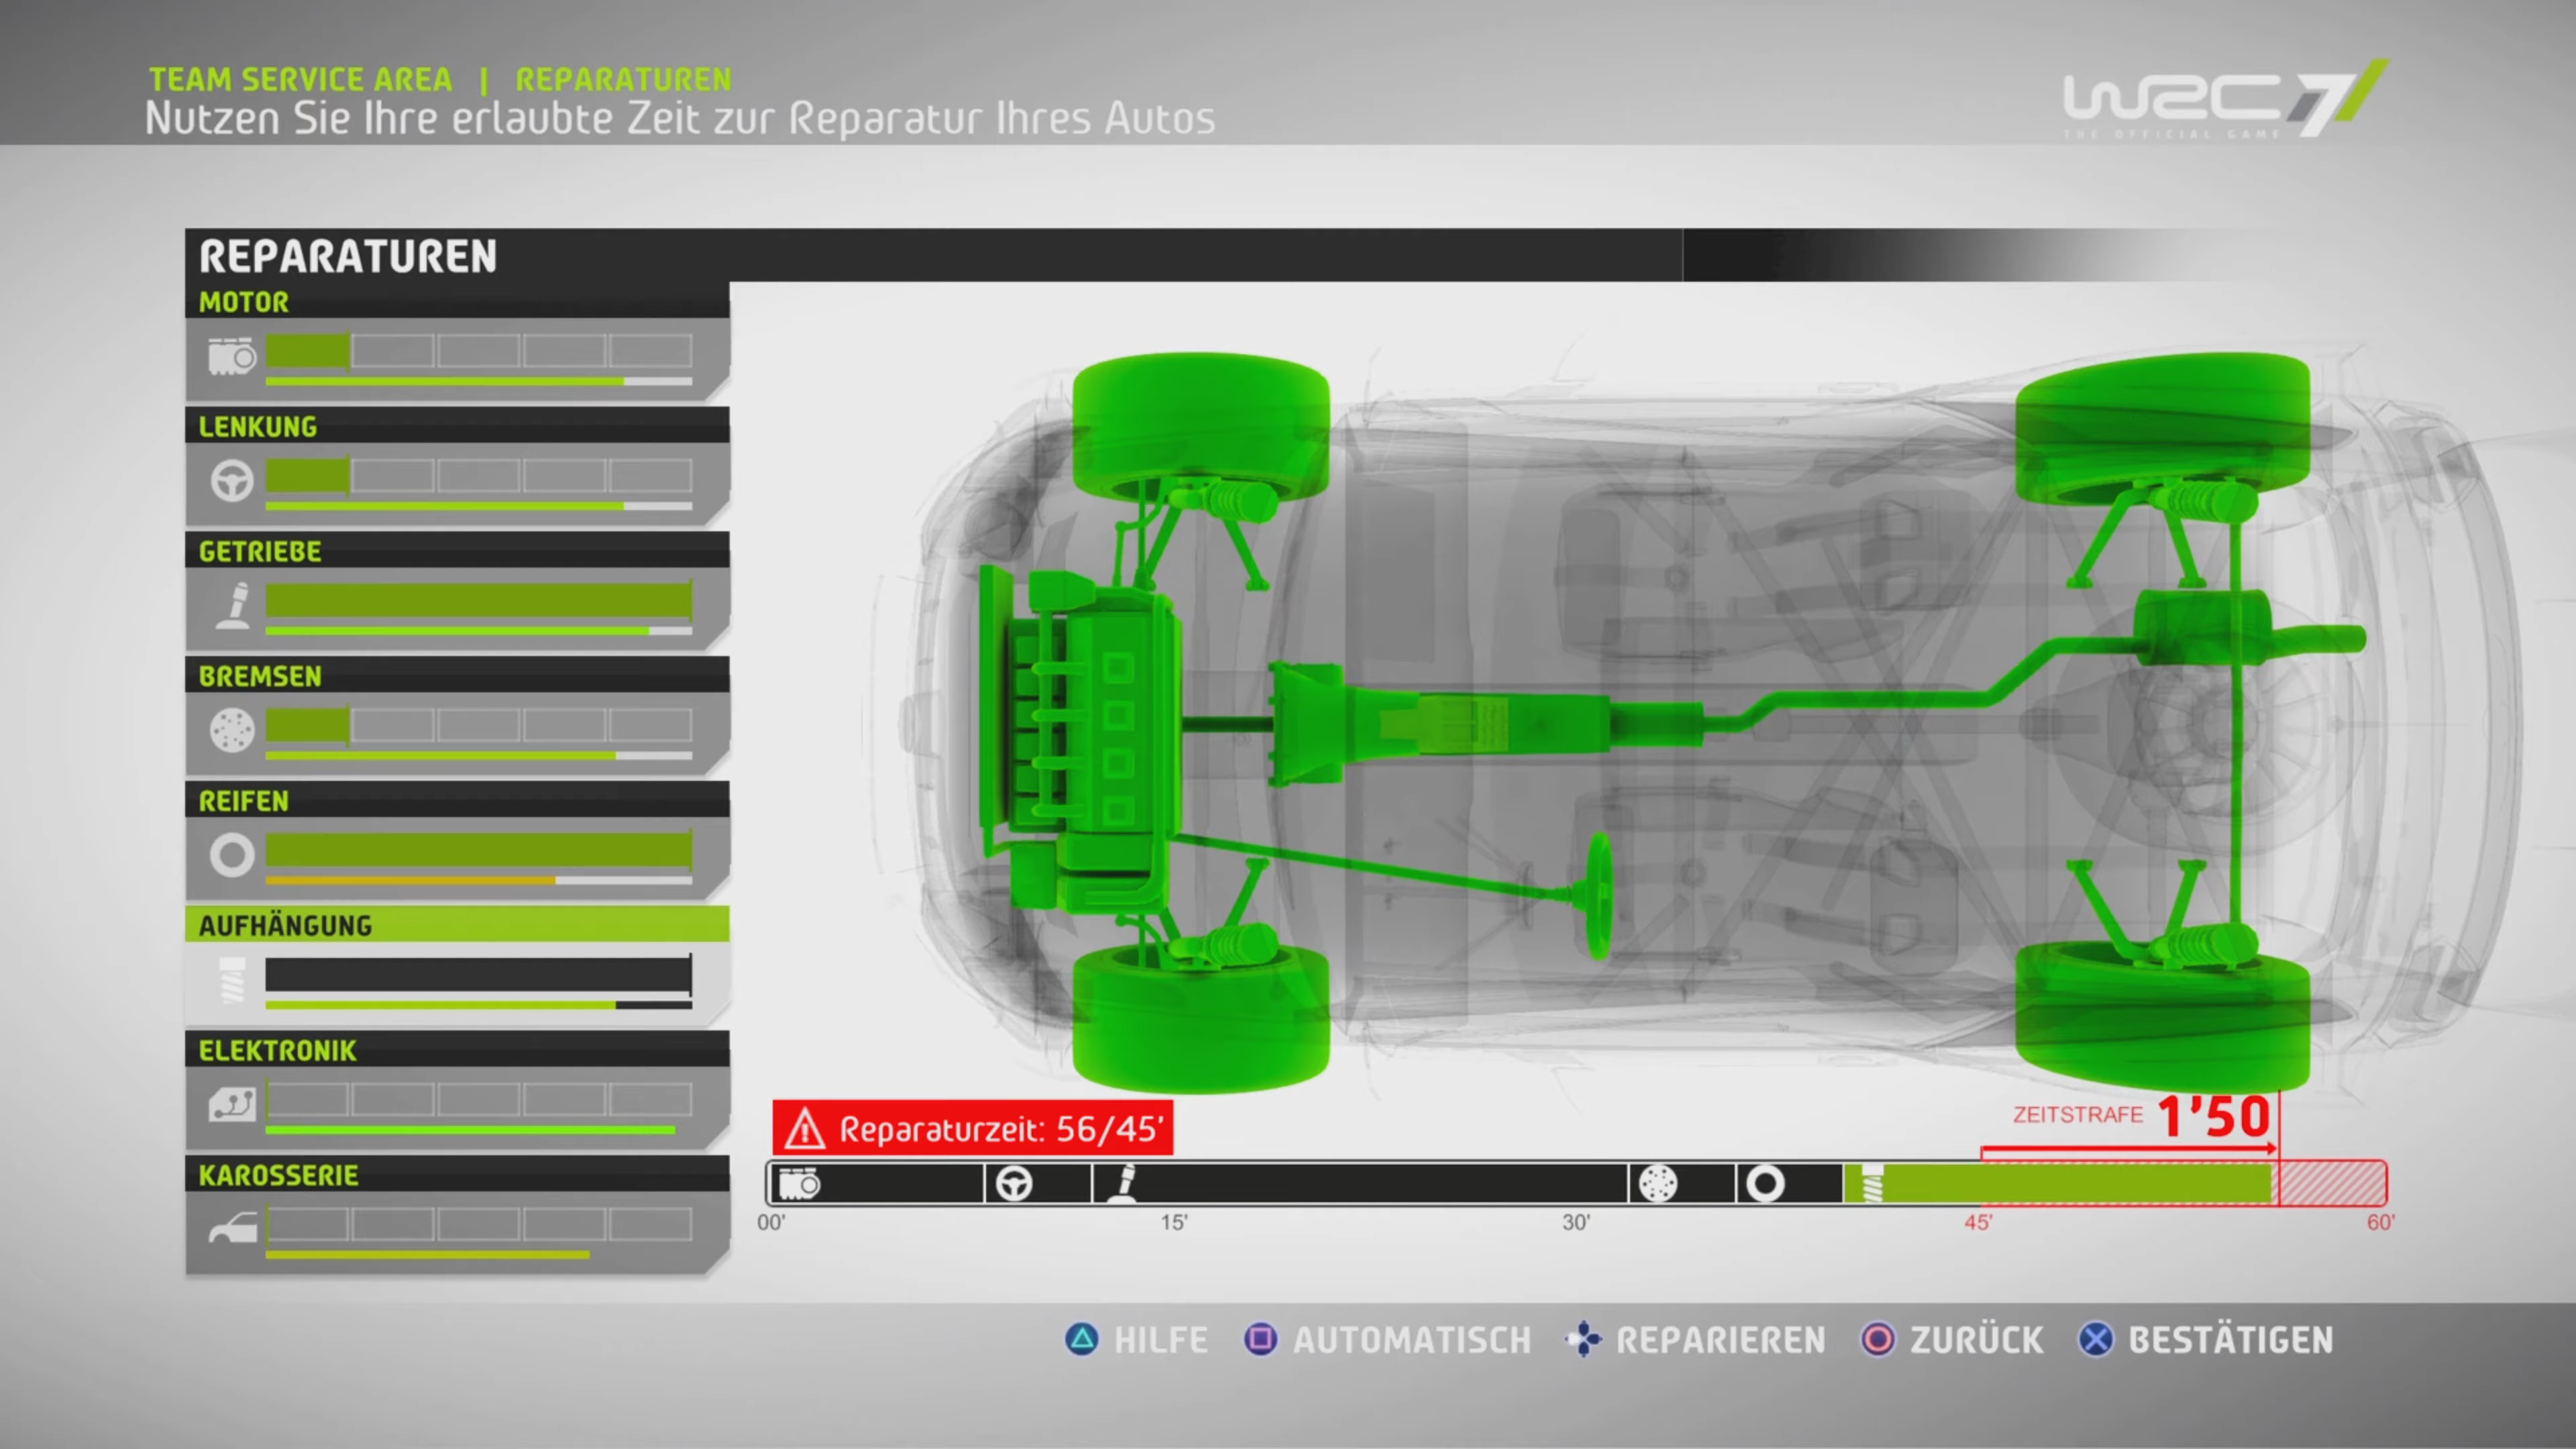 TEAM SERVICE AREA | REPARATUREN
Nutzen Sie Ihre erlaubte Zeit zur Reparatur Ihres Autos
WRC 7
THE OFFICIAL GAME
REPARATUREN
MOTOR
LENKUNG
GETRIEBE
BREMSEN
REIFEN
AUFHÄNGUNG
ELEKTRONIK
KAROSSERIE
Reparaturzeit: 56/45'
ZEITSTRAFE 1'50
00' 15' 30' 45' 60'
HILFE AUTOMATISCH REPARIEREN ZURÜCK BESTÄTIGEN